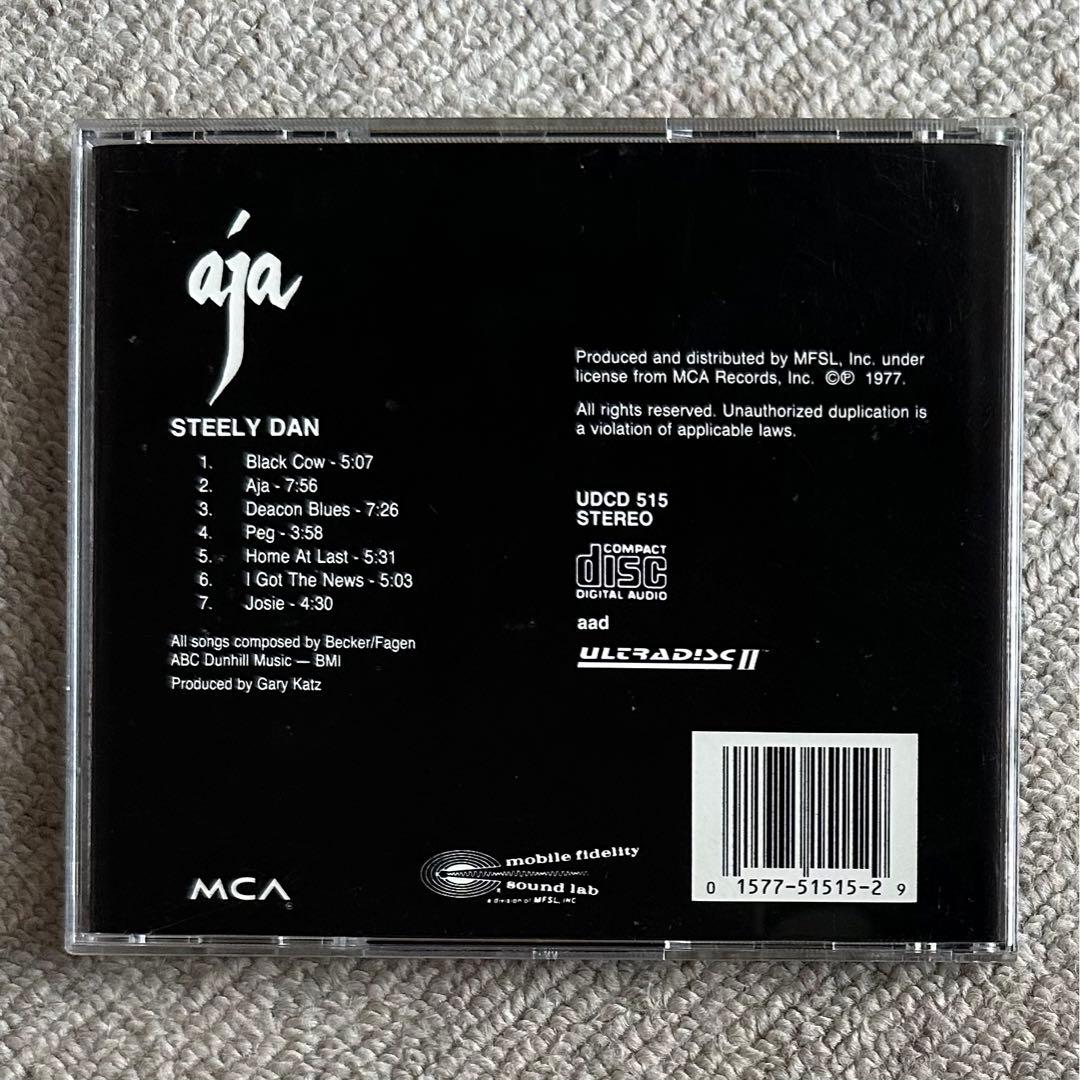 aja
STEELY DAN
1. Black Cow - 5:07
2. Aja - 7:56
3. Deacon Blues - 7:26
4. Peg - 3:58
5. Home At Last - 5:31
6. I Got The News - 5:03
7. Josie - 4:30
All songs composed by Becker/Fagen
ABC Dunhill Music — BMI
Produced by Gary Katz
Produced and distributed by MFSL, Inc. under
license from MCA Records, Inc. ©℗ 1977.
All rights reserved. Unauthorized duplication is
a violation of applicable laws.
UDCD 515
STEREO
COMPACT
disc
DIGITAL AUDIO
aad
ULTRADISC II™
MCA®
mobile fidelity
sound lab®
a division of MFSL, INC
0 1577-51515-2 9